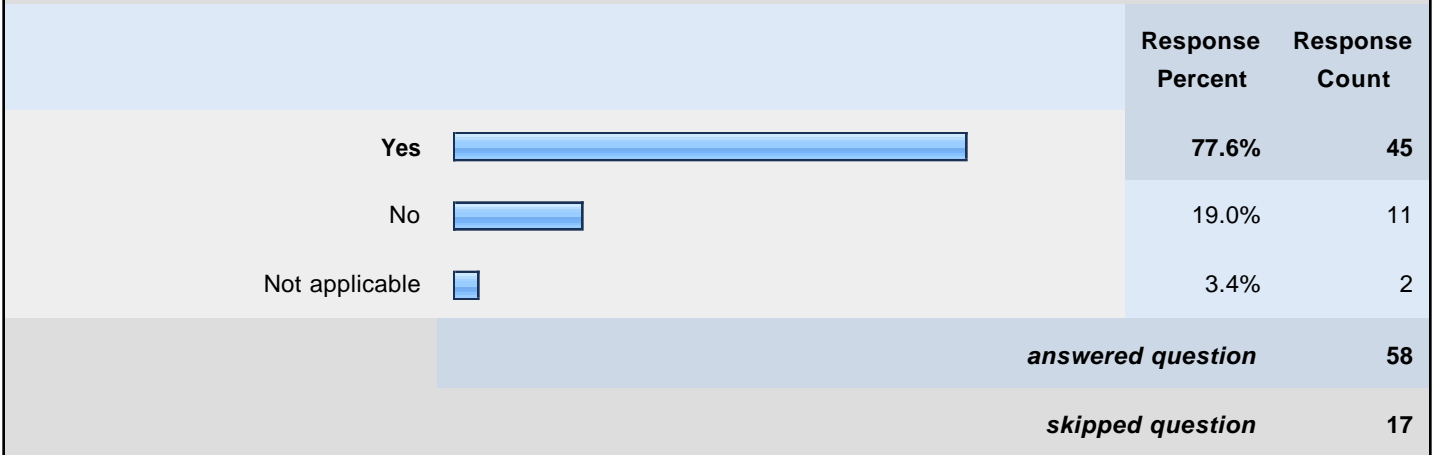 Response Percent Response Count
Yes 77.6% 45
No 19.0% 11
Not applicable 3.4% 2
answered question 58
skipped question 17